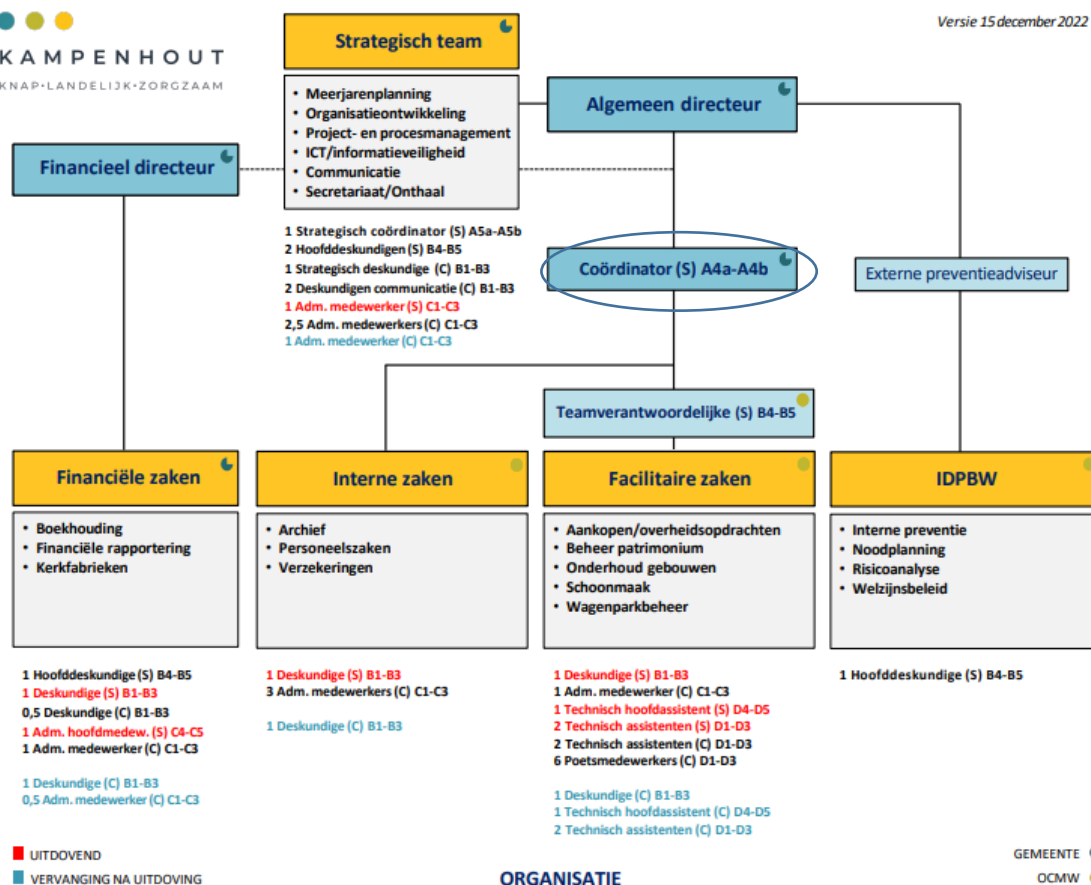 Versie 15 december 2022
KAMPENHOUT
KNAP•LANDELIJK•ZORGZAAM
Strategisch team
• Meerjarenplanning
• Organisatieontwikkeling
• Project- en procesmanagement
• ICT/informatieveiligheid
• Communicatie
• Secretariaat/Onthaal
1 Strategisch coördinator (S) A5a-A5b
2 Hoofddeskundigen (S) B4-B5
1 Strategisch deskundige (C) B1-B3
2 Deskundigen communicatie (C) B1-B3
1 Adm. medewerker (S) C1-C3
2,5 Adm. medewerkers (C) C1-C3
1 Adm. medewerker (C) C1-C3
Algemeen directeur
Financieel directeur
Coördinator (S) A4a-A4b
Externe preventieadviseur
Teamverantwoordelijke (S) B4-B5
Financiële zaken
• Boekhouding
• Financiële rapportering
• Kerkfabrieken
1 Hoofddeskundige (S) B4-B5
1 Deskundige (S) B1-B3
0,5 Deskundige (C) B1-B3
1 Adm. hoofdmedew. (S) C4-C5
1 Adm. medewerker (C) C1-C3
1 Deskundige (C) B1-B3
0,5 Adm. medewerker (C) C1-C3
Interne zaken
• Archief
• Personeelszaken
• Verzekeringen
1 Deskundige (S) B1-B3
3 Adm. medewerkers (C) C1-C3
1 Deskundige (C) B1-B3
Facilitaire zaken
• Aankopen/overheidsopdrachten
• Beheer patrimonium
• Onderhoud gebouwen
• Schoonmaak
• Wagenparkbeheer
1 Deskundige (S) B1-B3
1 Adm. medewerker (C) C1-C3
1 Technisch hoofdassistent (S) D4-D5
2 Technisch assistenten (S) D1-D3
2 Technisch assistenten (C) D1-D3
6 Poetsmedewerkers (C) D1-D3
1 Deskundige (C) B1-B3
1 Technisch hoofdassistent (C) D4-D5
2 Technisch assistenten (C) D1-D3
IDPBW
• Interne preventie
• Noodplanning
• Risicoanalyse
• Welzijnsbeleid
1 Hoofddeskundige (S) B4-B5
UITDOVEND
VERVANGING NA UITDOVING
ORGANISATIE
GEMEENTE
OCMW